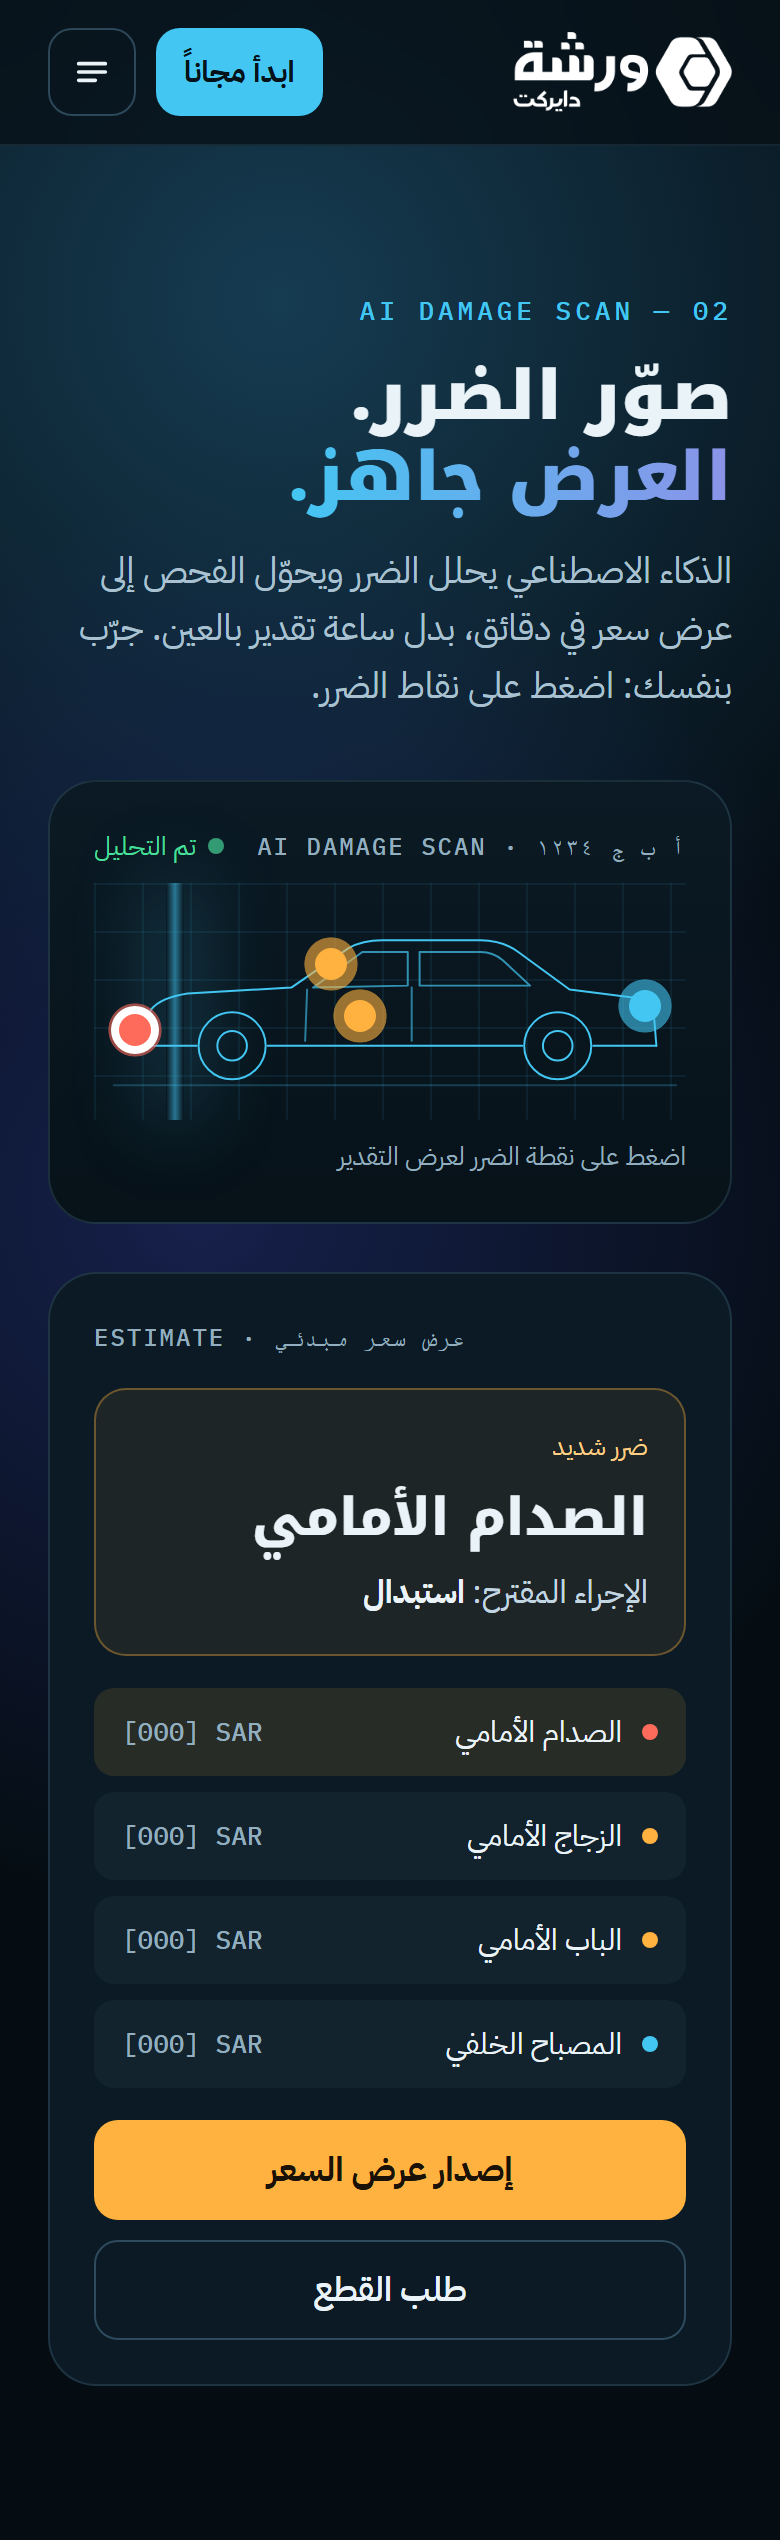 ورشة
دايركت
ابدأ مجاناً
AI DAMAGE SCAN — 02
صوّر الضرر.
العرض جاهز.
الذكاء الاصطناعي يحلل الضرر ويحوّل الفحص إلى
عرض سعر في دقائق، بدل ساعة تقدير بالعين. جرّب
بنفسك: اضغط على نقاط الضرر.
أ ب ج ١٢٣٤ · AI DAMAGE SCAN
تم التحليل
اضغط على نقطة الضرر لعرض التقدير
ESTIMATE · عرض سعر مبدئي
ضرر شديد
الصدام الأمامي
الإجراء المقترح: استبدال
الصدام الأمامي [000] SAR
الزجاج الأمامي [000] SAR
الباب الأمامي [000] SAR
المصباح الخلفي [000] SAR
إصدار عرض السعر
طلب القطع